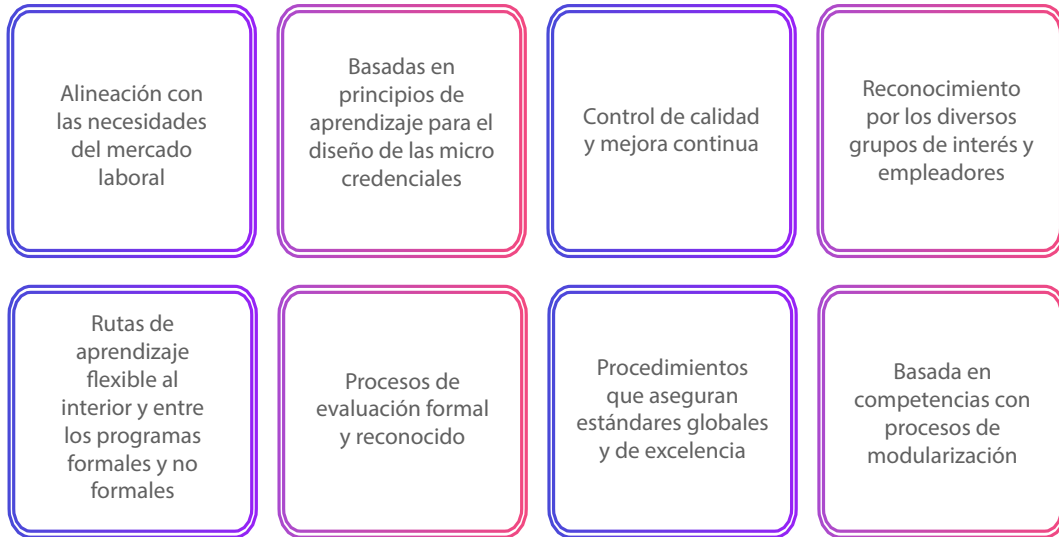 Alineación con
las necesidades
del mercado
laboral
Basadas en
principios de
aprendizaje para el
diseño de las micro
credenciales
Control de calidad
y mejora continua
Reconocimiento
por los diversos
grupos de interés y
empleadores
Rutas de
aprendizaje
flexible al
interior y entre
los programas
formales y no
formales
Procesos de
evaluación formal
y reconocido
Procedimientos
que aseguran
estándares globales
y de excelencia
Basada en
competencias con
procesos de
modularización